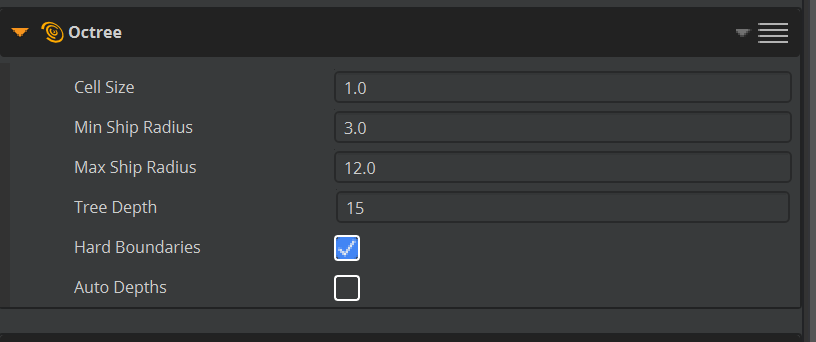 Octree
Cell Size 1.0
Min Ship Radius 3.0
Max Ship Radius 12.0
Tree Depth 15
Hard Boundaries
Auto Depths